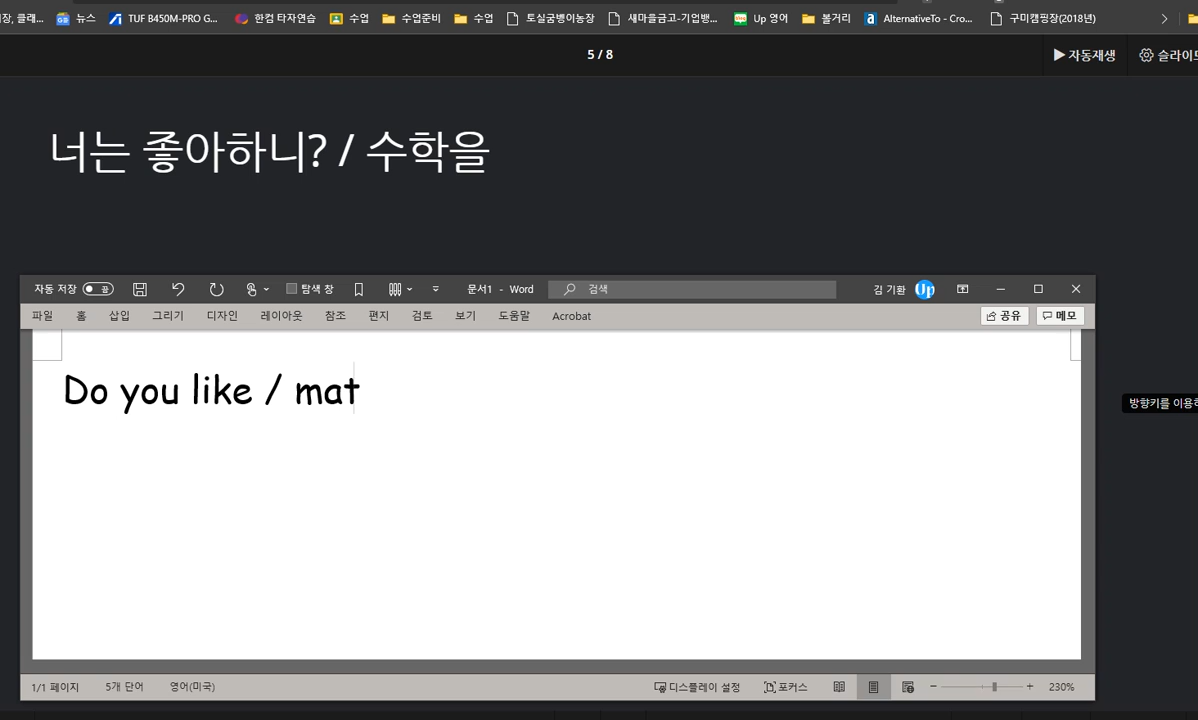 장, 클래... 뉴스 TUF B450M-PRO G... 한컴 타자연습 수업 수업준비 수업 토실굼벵이농장 새마을금고-기업뱅... Up 영어 볼거리 AlternativeTo - Cro... 구미캠핑장(2018년)
5 / 8 자동재생 슬라이드
너는 좋아하니? / 수학을
자동 저장 끔 탐색 창 문서1 - Word 검색 김 기환 Up
파일 홈 삽입 그리기 디자인 레이아웃 참조 편지 검토 보기 도움말 Acrobat 공유 메모
Do you like / mat
방향키를 이용하
1/1 페이지 5개 단어 영어(미국) 디스플레이 설정 포커스 230%